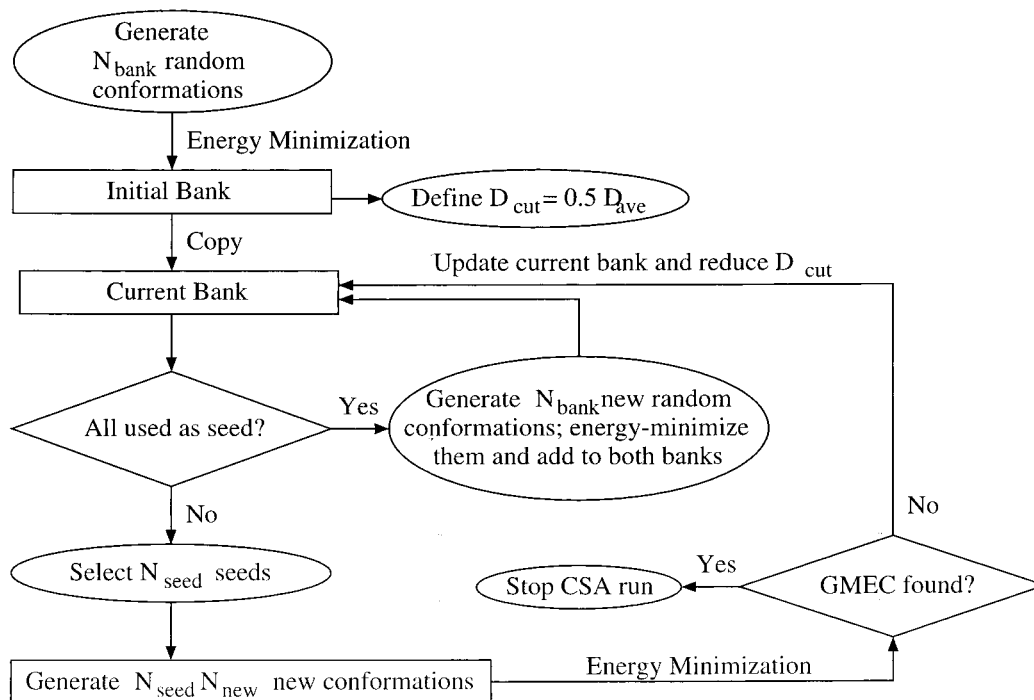 Generate
N_bank random
conformations
Energy Minimization
Initial Bank
Define D_cut = 0.5 D_ave
Copy
Update current bank and reduce D_cut
Current Bank
All used as seed?
Yes
Generate N_bank new random
conformations; energy-minimize
them and add to both banks
No
No
Select N_seed seeds
Stop CSA run
Yes
GMEC found?
Generate N_seed N_new new conformations
Energy Minimization